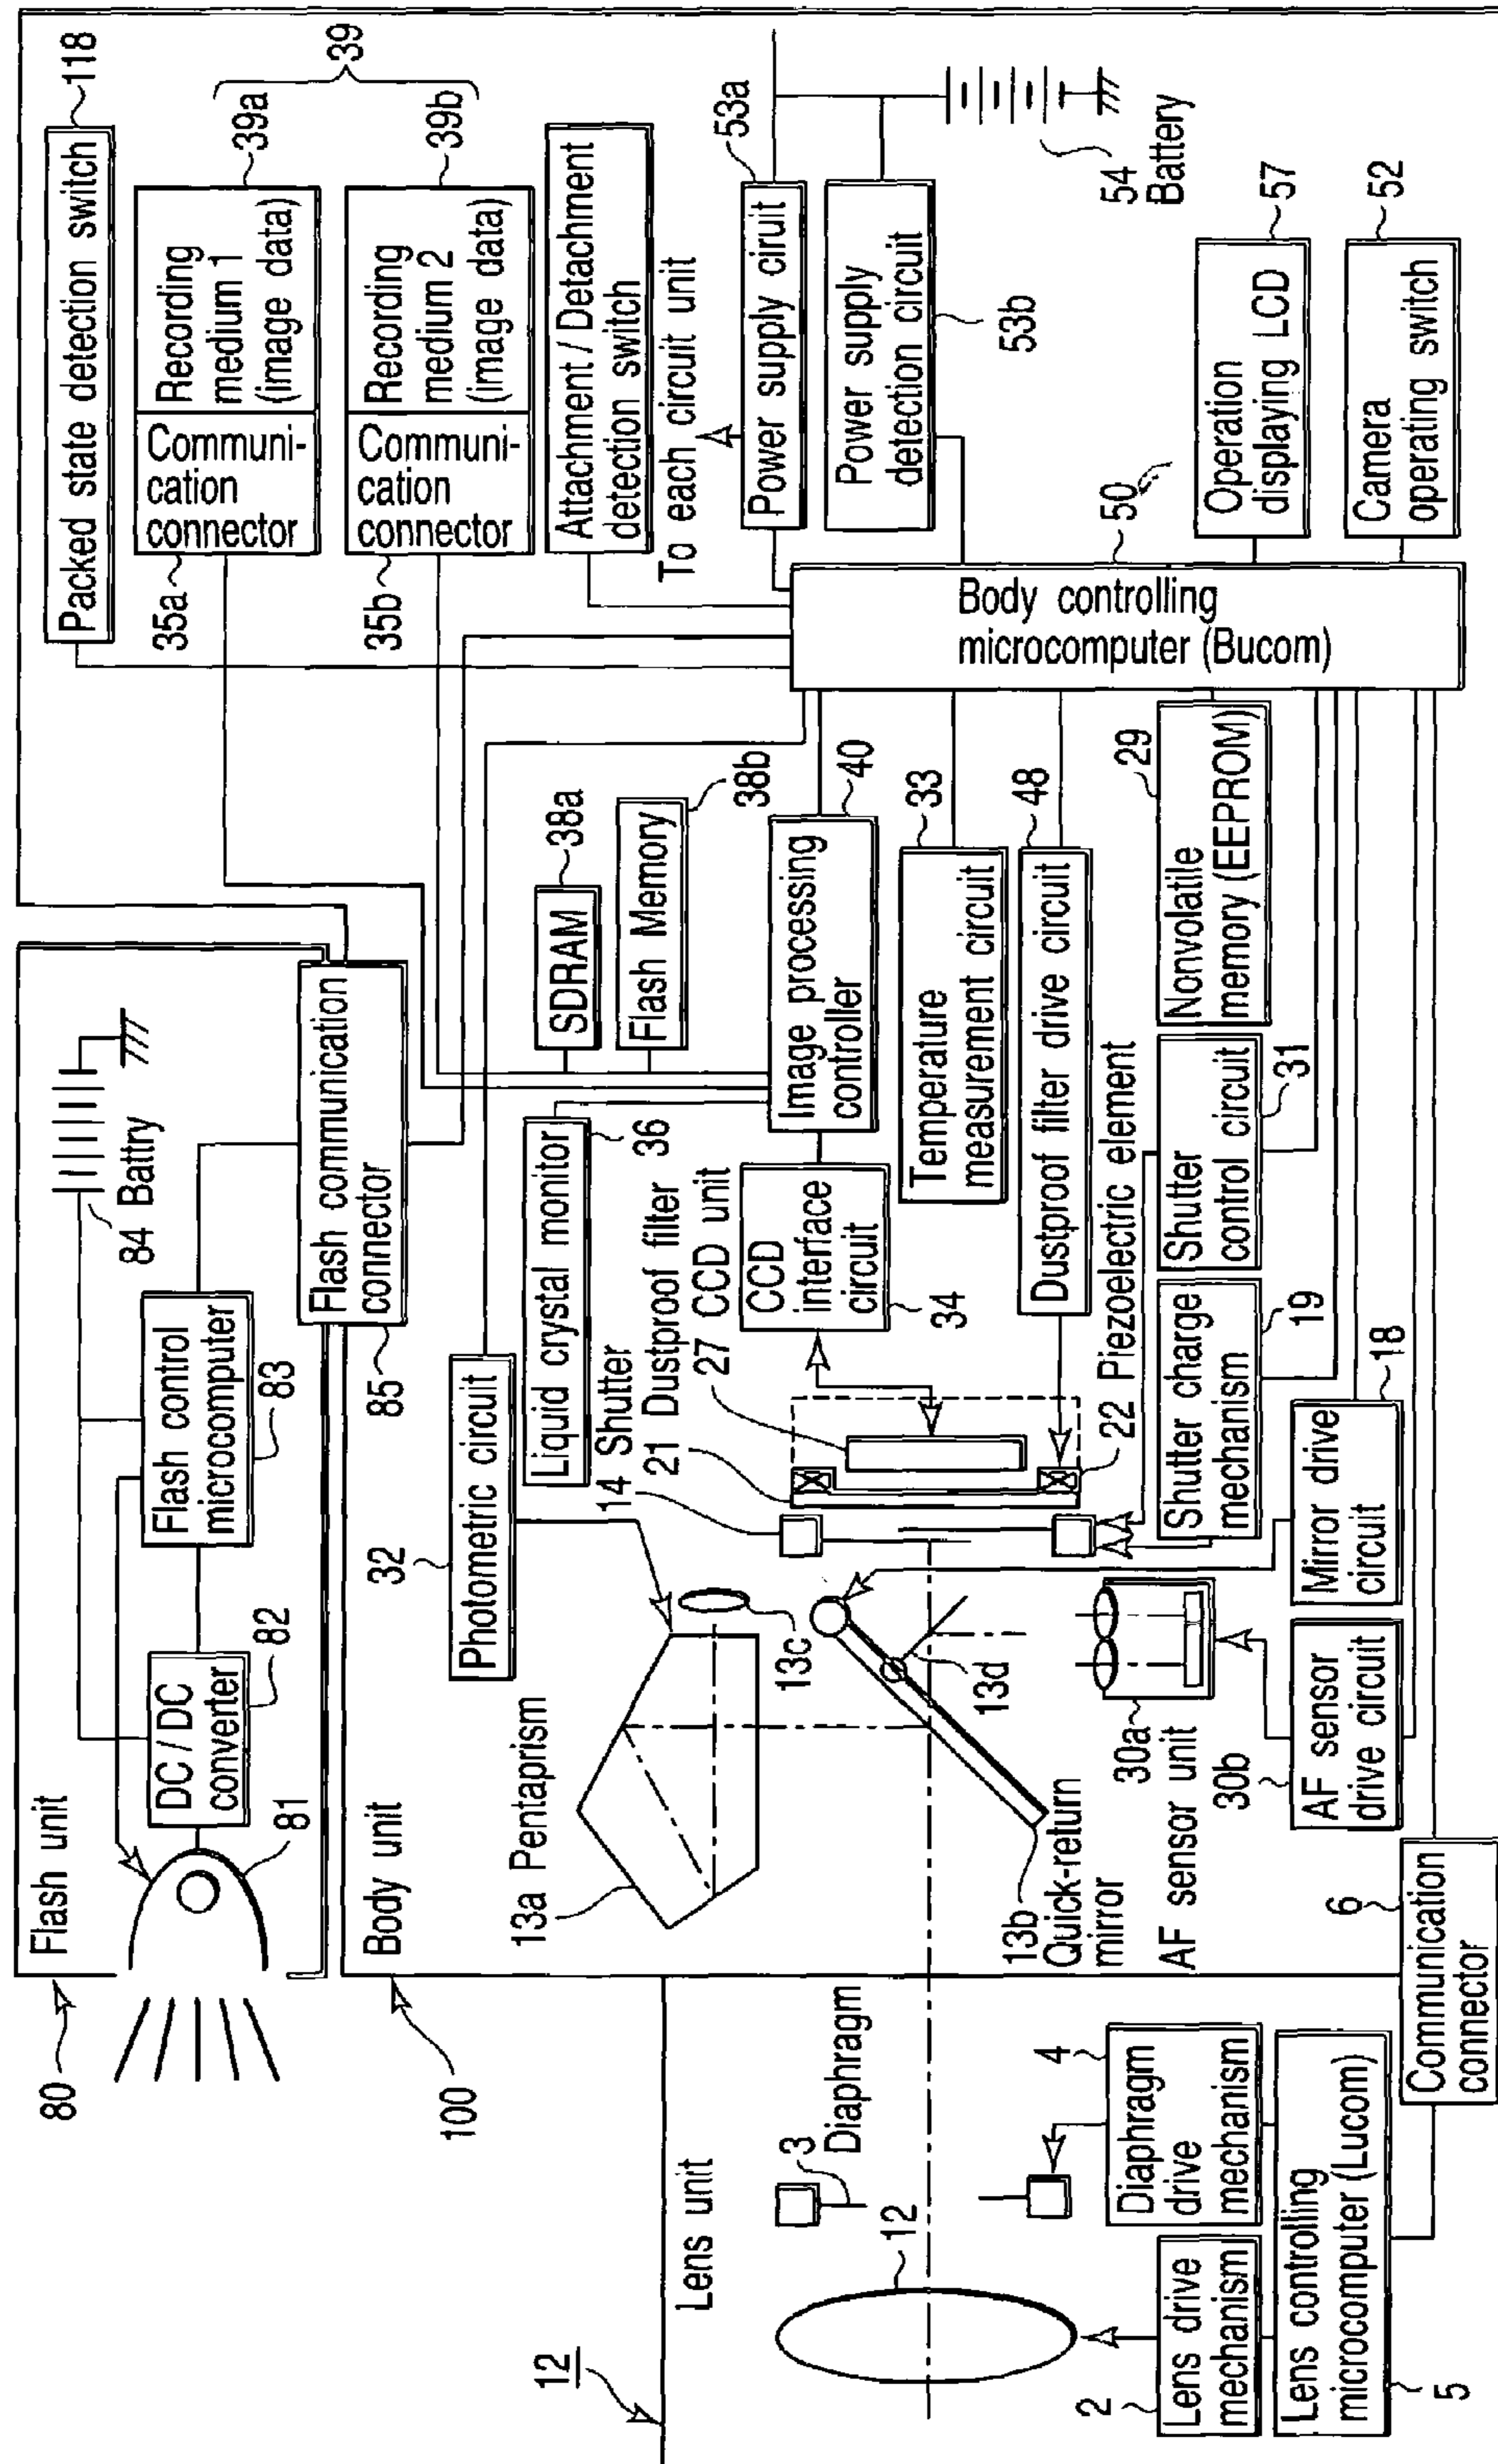 80
Flash unit
81
DC / DC
converter
82
Flash control
microcomputer
83
84 Battry
Flash communication
connector
85
100
Body unit
32
Photometric circuit
Liquid crystal monitor
36
SDRAM
38a
Flash Memory
38b
Packed state detection switch
118
35a
Communi-
cation
connector
Recording
medium 1
(image data)
39a
39
35b
Communi-
cation
connector
Recording
medium 2
(image data)
39b
Attachment / Detachment
detection switch
To each circuit unit
Power supply ciruit
53a
Power supply
detection circuit
53b
54
Battery
12
Lens unit
3
Diaphragm
12
13a Pentaprism
13c
13d
13b
Quick-return
mirror
14 Shutter
21 Dustproof filter
27 CCD unit
CCD
interface
circuit
34
Image processing
controller
40
Temperature
measurement circuit
33
Dustproof filter drive circuit
48
22 Piezoelectric element
Body controlling
microcomputer (Bucom)
50
Operation
displaying LCD
57
Camera
operating switch
52
Nonvolatile
memory (EEPROM)
29
Shutter
control circuit
31
Shutter charge
mechanism
19
Mirror drive
circuit
18
30a
AF sensor unit
30b
AF sensor
drive circuit
2
Lens drive
mechanism
4
Diaphragm
drive
mechanism
Lens controlling
microcomputer (Lucom)
5
6
Communication
connector